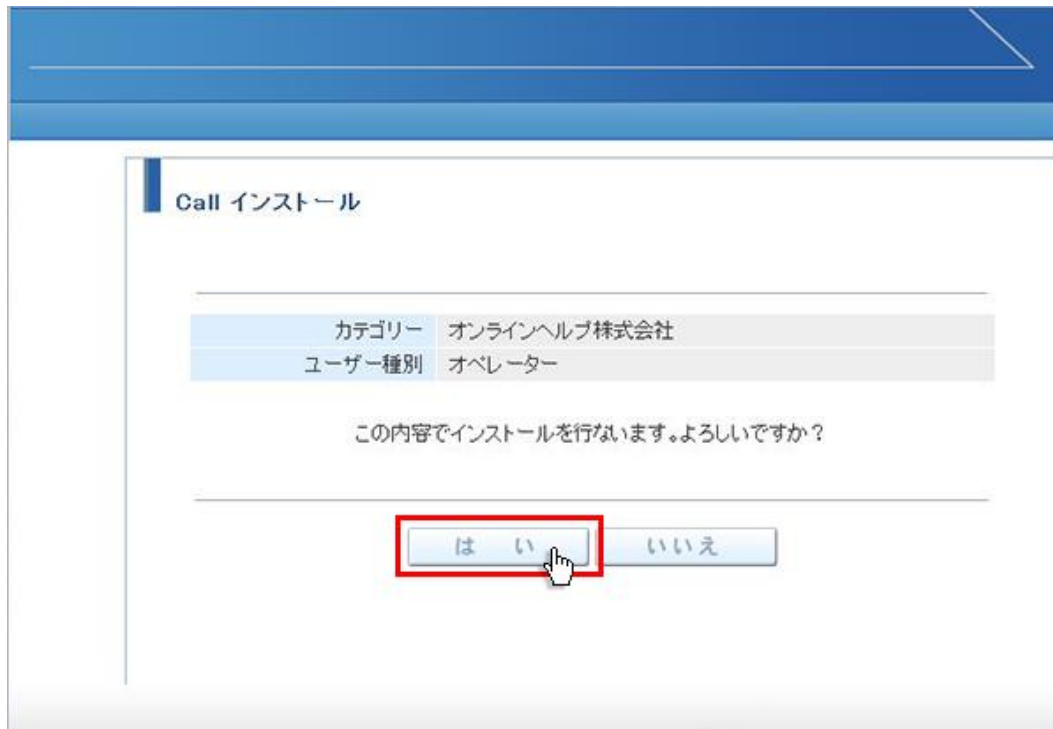 Call インストール
カテゴリー オンラインヘルプ株式会社
ユーザー種別 オペレーター
この内容でインストールを行ないます。よろしいですか？
はい いいえ